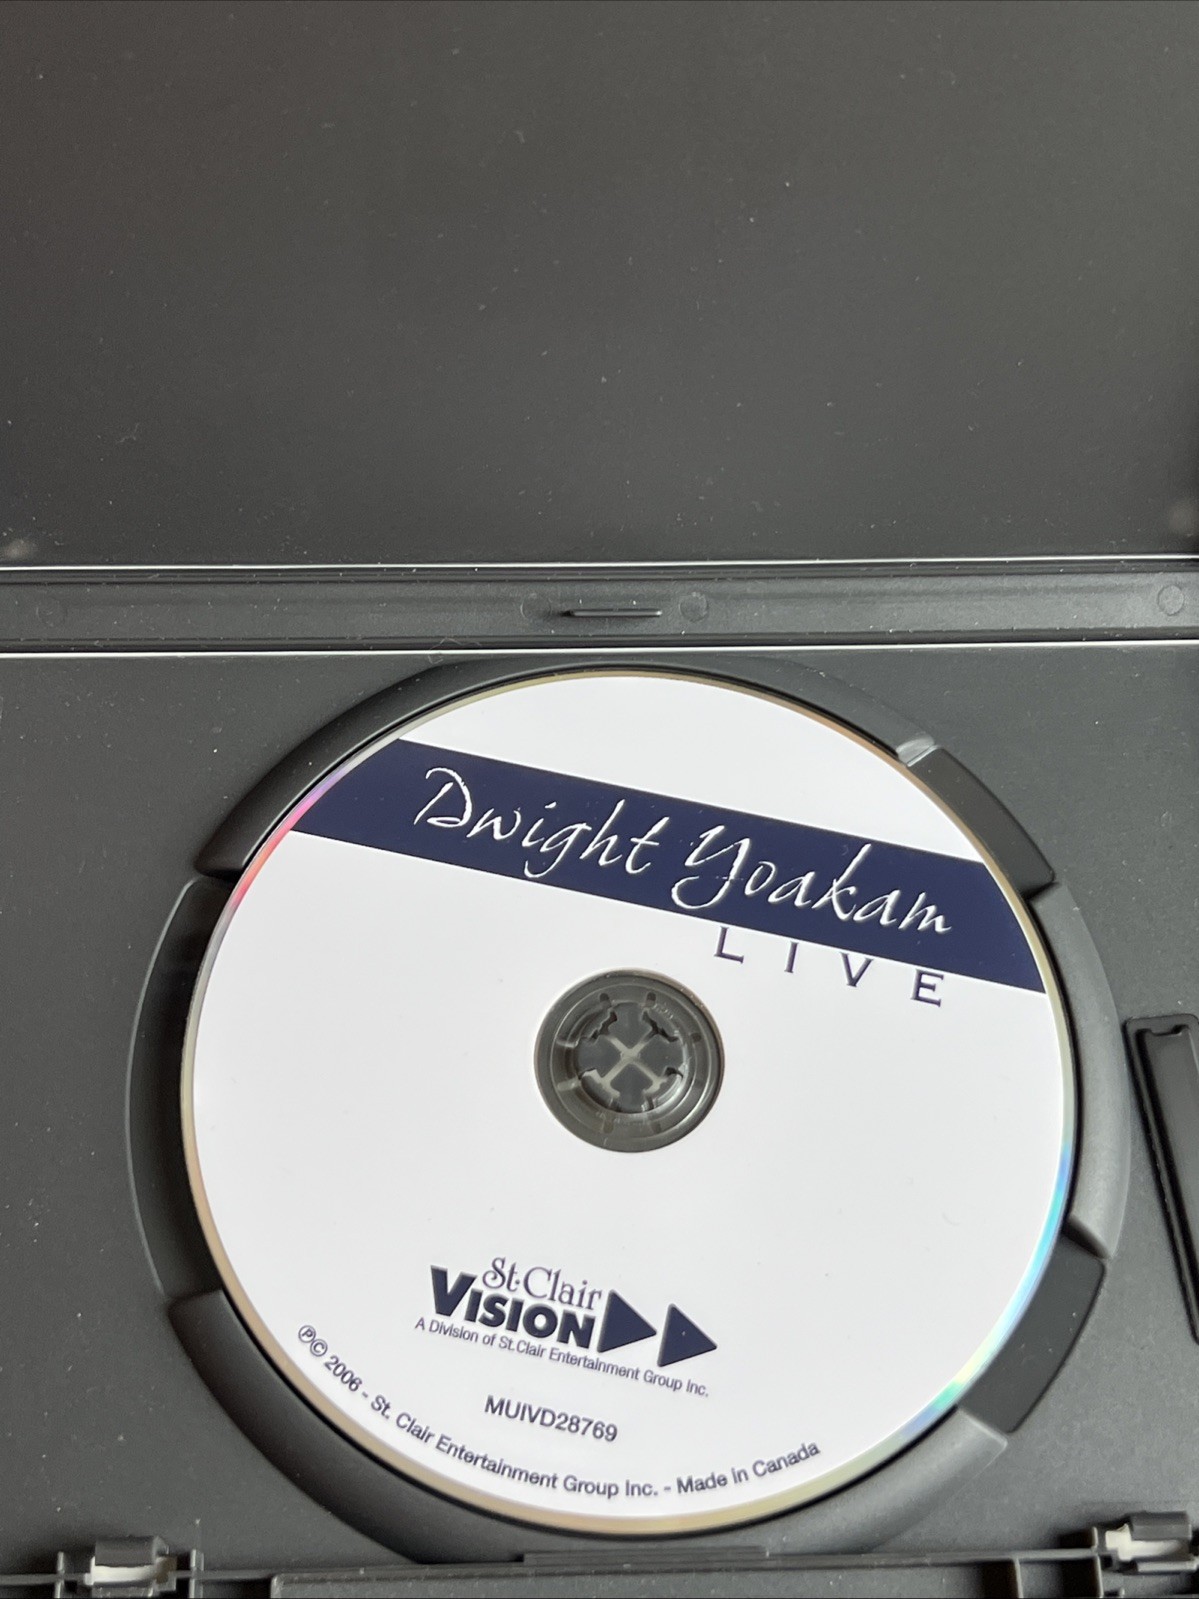 Dwight Yoakam
LIVE
St.Clair
VISION
A Division of St.Clair Entertainment Group Inc.
MUIVD28769
℗© 2006 - St. Clair Entertainment Group Inc. - Made in Canada